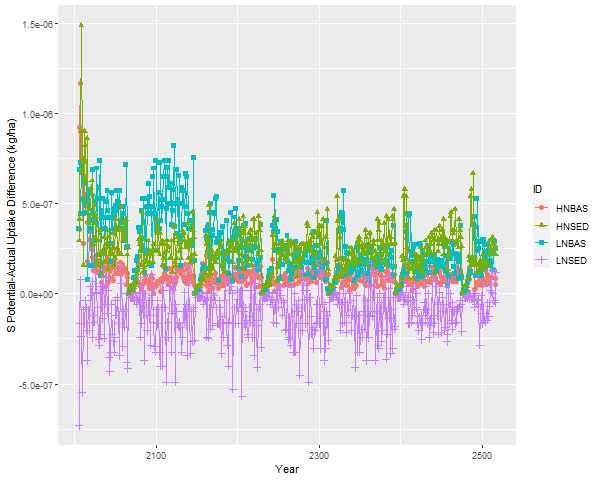 1.5e-06
1.0e-06
5.0e-07
0.0e+00
-5.0e-07
S Potential-Actual Uptake Difference (kg/ha)
2100
2300
2500
Year
ID
HNBAS
HNSED
LNBAS
LNSED